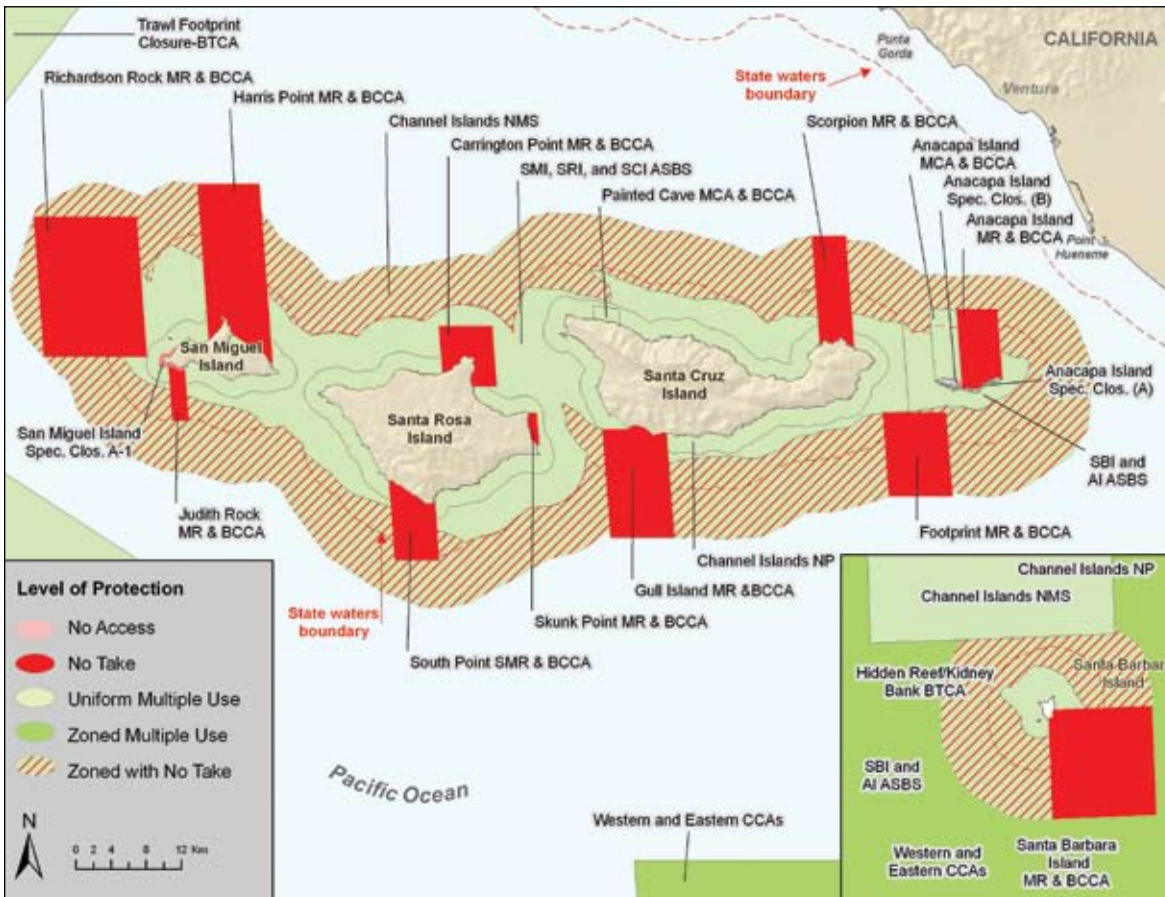 Trawl Footprint
Closure-BTCA
Richardson Rock MR & BCCA
Harris Point MR & BCCA
Channel Islands NMS
Carrington Point MR & BCCA
SMI, SRI, and SCI ASBS
Painted Cave MCA & BCCA
State waters
boundary
Punta
Gorda
CALIFORNIA
Ventura
Scorpion MR & BCCA
Anacapa Island
MCA & BCCA
Anacapa Island
Spec. Clos. (B)
Anacapa Island
MR & BCCA
Point
Hueneme
San Miguel
Island
Santa Rosa
Island
Santa Cruz
Island
Anacapa Island
Spec. Clos. (A)
San Miguel Island
Spec. Clos. A-1
SBI and
AI ASBS
Judith Rock
MR & BCCA
Footprint MR & BCCA
Channel Islands NP
Gull Island MR &BCCA
State waters
boundary
Skunk Point MR & BCCA
South Point SMR & BCCA
Level of Protection
No Access
No Take
Uniform Multiple Use
Zoned Multiple Use
Zoned with No Take
N
0 2 4 8 12 Km
Pacific Ocean
Western and Eastern CCAs
Channel Islands NP
Channel Islands NMS
Hidden Reef/Kidney
Bank BTCA
Santa Barbar
Island
SBI and
AI ASBS
Western and
Eastern CCAs
Santa Barbara
Island
MR & BCCA